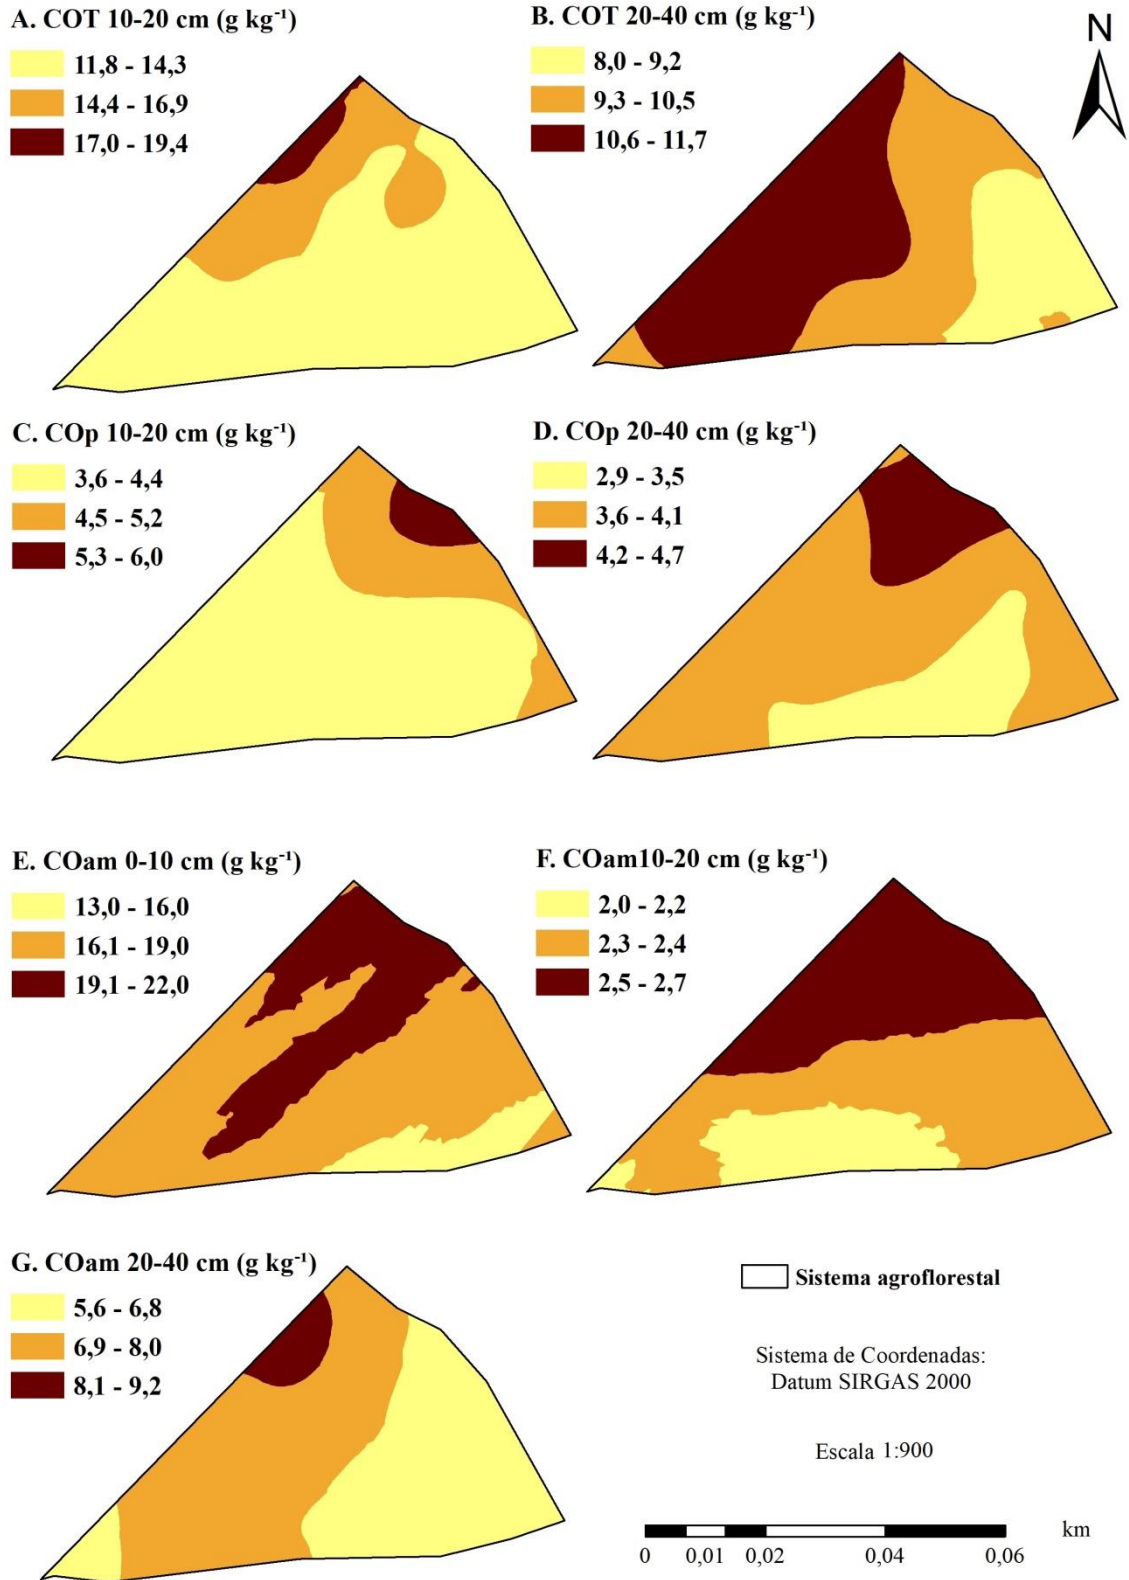 A. COT 10-20 cm (g kg⁻¹)
11,8 - 14,3
14,4 - 16,9
17,0 - 19,4
B. COT 20-40 cm (g kg⁻¹)
8,0 - 9,2
9,3 - 10,5
10,6 - 11,7
N
C. COp 10-20 cm (g kg⁻¹)
3,6 - 4,4
4,5 - 5,2
5,3 - 6,0
D. COp 20-40 cm (g kg⁻¹)
2,9 - 3,5
3,6 - 4,1
4,2 - 4,7
E. COam 0-10 cm (g kg⁻¹)
13,0 - 16,0
16,1 - 19,0
19,1 - 22,0
F. COam10-20 cm (g kg⁻¹)
2,0 - 2,2
2,3 - 2,4
2,5 - 2,7
G. COam 20-40 cm (g kg⁻¹)
5,6 - 6,8
6,9 - 8,0
8,1 - 9,2
Sistema agroflorestal
Sistema de Coordenadas:
Datum SIRGAS 2000
Escala 1:900
km
0 0,01 0,02 0,04 0,06